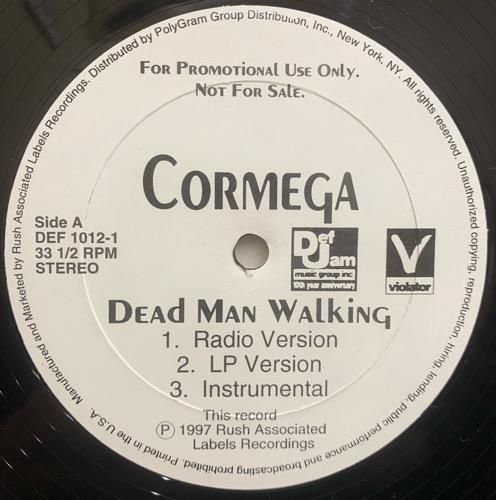 Manufactured and Marketed by Rush Associated Labels Recordings. Distributed by PolyGram Group Distribution, Inc., New York, NY. All rights reserved. Unauthorized copying, reproduction, hiring, lending, public performance and broadcasting prohibited. Printed in the U.S.A.
For Promotional Use Only.
Not For Sale.
Cormega
Side A
DEF 1012-1
33 1/2 RPM
STEREO
Def Jam
music group inc
10th year anniversary
V
violator
Dead Man Walking
1. Radio Version
2. LP Version
3. Instrumental
This record
Ⓟ 1997 Rush Associated
Labels Recordings